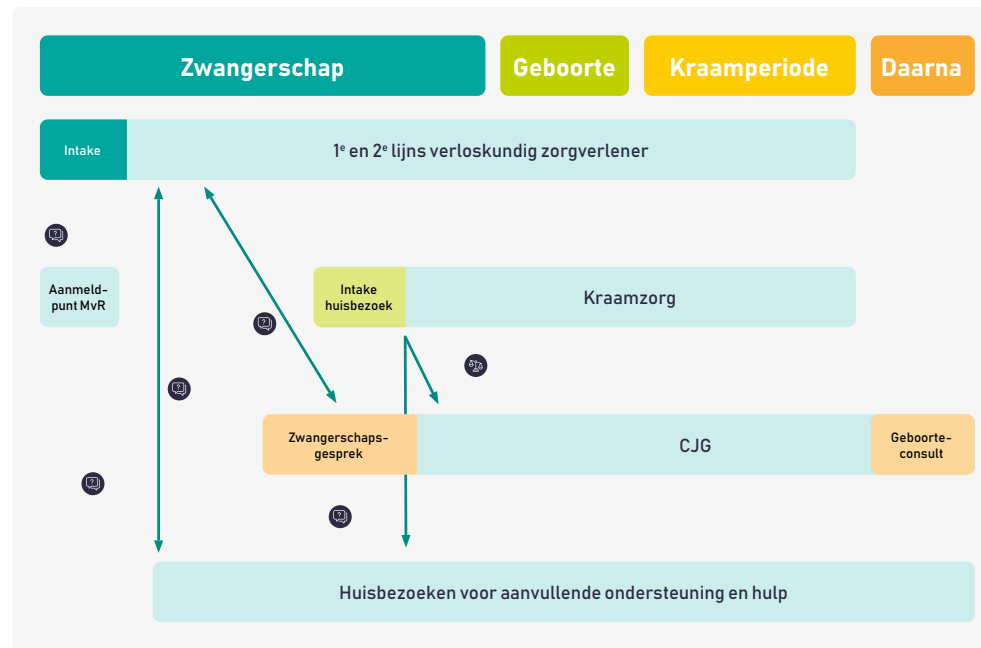 Zwangerschap
Geboorte
Kraamperiode
Daarna
Intake
1e en 2e lijns verloskundig zorgverlener
Aanmeld-
punt MvR
Intake
huisbezoek
Kraamzorg
Zwangerschaps-
gesprek
CJG
Geboorte-
consult
Huisbezoeken voor aanvullende ondersteuning en hulp